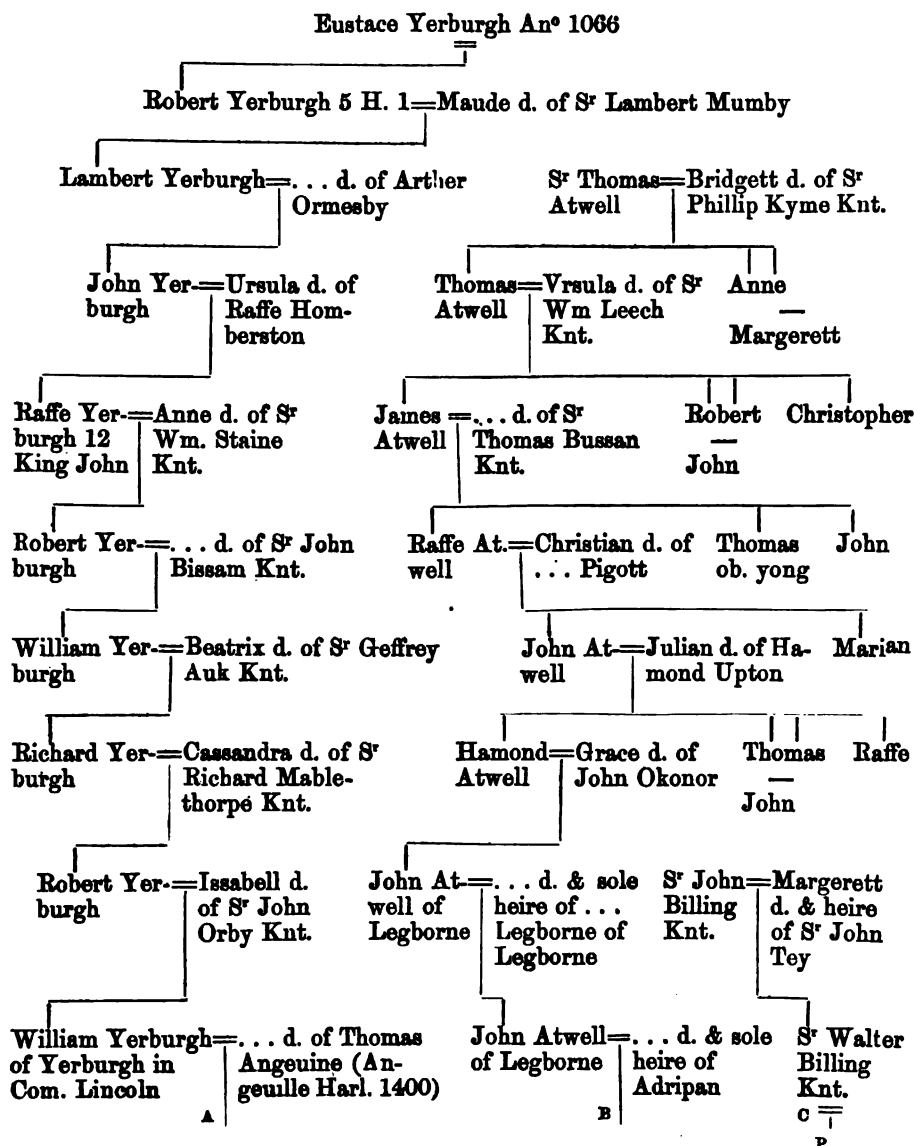 Eustace Yerburgh Anº 1066
Robert Yerburgh 5 H. 1=Maude d. of Sʳ Lambert Mumby
Lambert Yerburgh=... d. of Arther
Ormesby
Sʳ Thomas=Bridgett d. of Sʳ
Atwell Phillip Kyme Knt.
John Yer-=Ursula d. of
burgh Raffe Hom-
berston
Thomas=Vrsula d. of Sʳ
Atwell Wm Leech
Knt.
Anne
—
Margerett
Raffe Yer-=Anne d. of Sʳ
burgh 12 Wm. Staine
King John Knt.
James=... d. of Sʳ
Atwell Thomas Bussan
Knt.
Robert
—
John
Christopher
Robert Yer-=... d. of Sʳ John
burgh Bissam Knt.
Raffe At.=Christian d. of
well ... Pigott
Thomas
ob. yong
John
William Yer-=Beatrix d. of Sʳ Geffrey
burgh Auk Knt.
John At-=Julian d. of Ha-
well mond Upton
Marian
Richard Yer-=Cassandra d. of Sʳ
burgh Richard Mable-
thorpe Knt.
Hamond=Grace d. of
Atwell John Okonor
Thomas
—
John
Raffe
Robert Yer-=Issabell d.
burgh of Sʳ John
Orby Knt.
John At-=... d. & sole
well of heire of ...
Legborne Legborne of
Legborne
Sʳ John=Margerett
Billing d. & heire
Knt. of Sʳ John
Tey
William Yerburgh=... d. of Thomas
of Yerburgh in Angeuine (An-
Com. Lincoln geuille Harl. 1400)
A
John Atwell=... d. & sole
of Legborne heire of
Adripan
B
Sʳ Walter
Billing
Knt.
C =